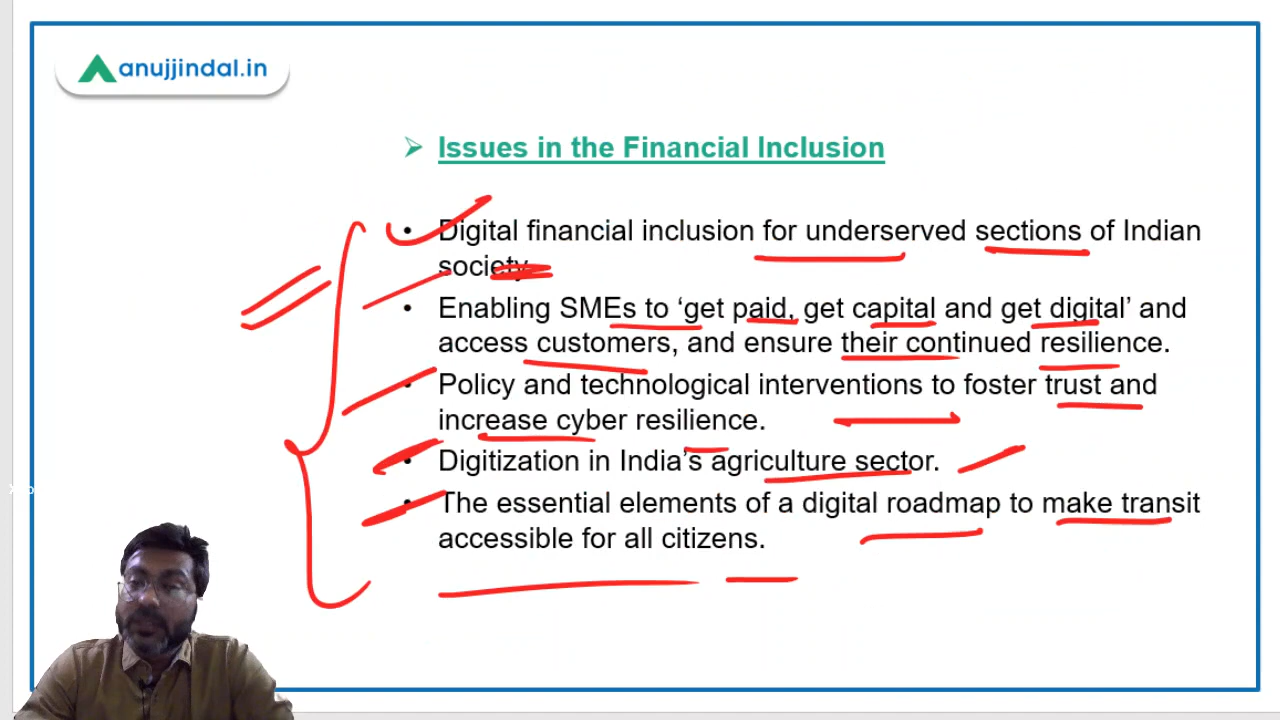 anujjindal.in
Issues in the Financial Inclusion
• Digital financial inclusion for underserved sections of Indian
society.
• Enabling SMEs to ‘get paid, get capital and get digital’ and
access customers, and ensure their continued resilience.
• Policy and technological interventions to foster trust and
increase cyber resilience.
• Digitization in India’s agriculture sector.
• The essential elements of a digital roadmap to make transit
accessible for all citizens.